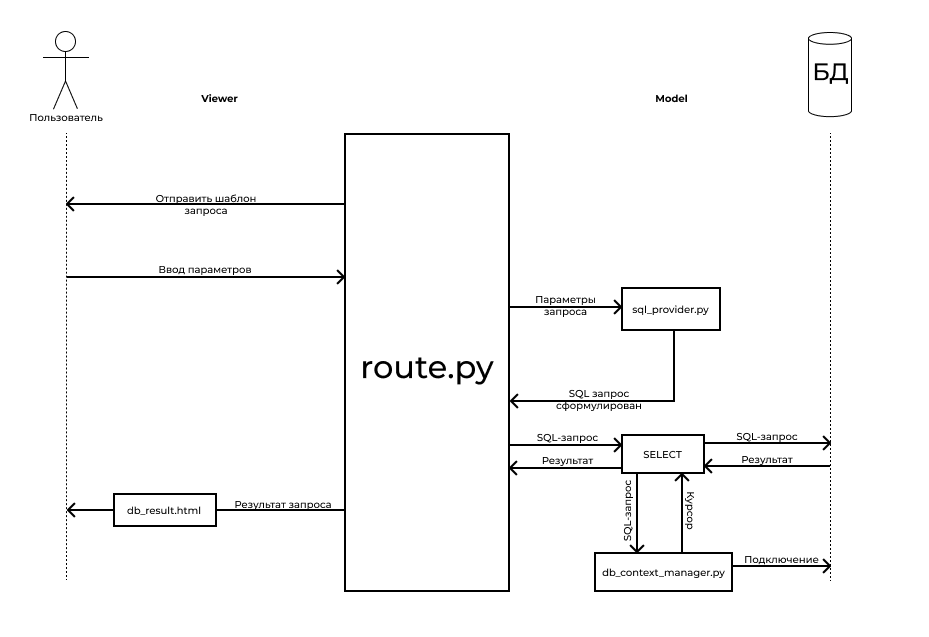 БД
Viewer
Model
Пользователь
Отправить шаблон
запроса
Ввод параметров
Параметры
запроса
sql_provider.py
route.py
SQL запрос
сформулирован
SQL-запрос
SELECT
SQL-запрос
Результат
Результат
SQL-запрос
Курсор
db_result.html
Результат запроса
db_context_manager.py
Подключение